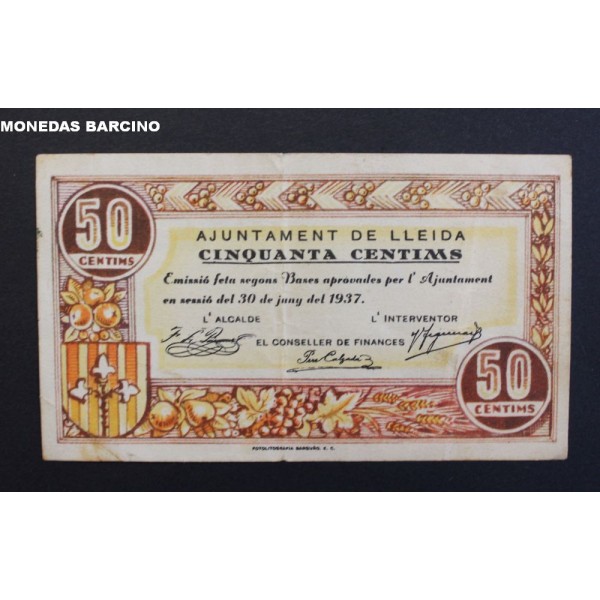 MONEDAS BARCINO
50
CENTIMS
AJUNTAMENT DE LLEIDA
CINQUANTA CENTIMS
Emissió feta segons Bases aprovades per l'Ajuntament
en sessió del 30 de juny del 1937.
L'ALCALDE
L'INTERVENTOR
EL CONSELLER DE FINANCES
50
CENTIMS
FOTOLITOGRAFIA